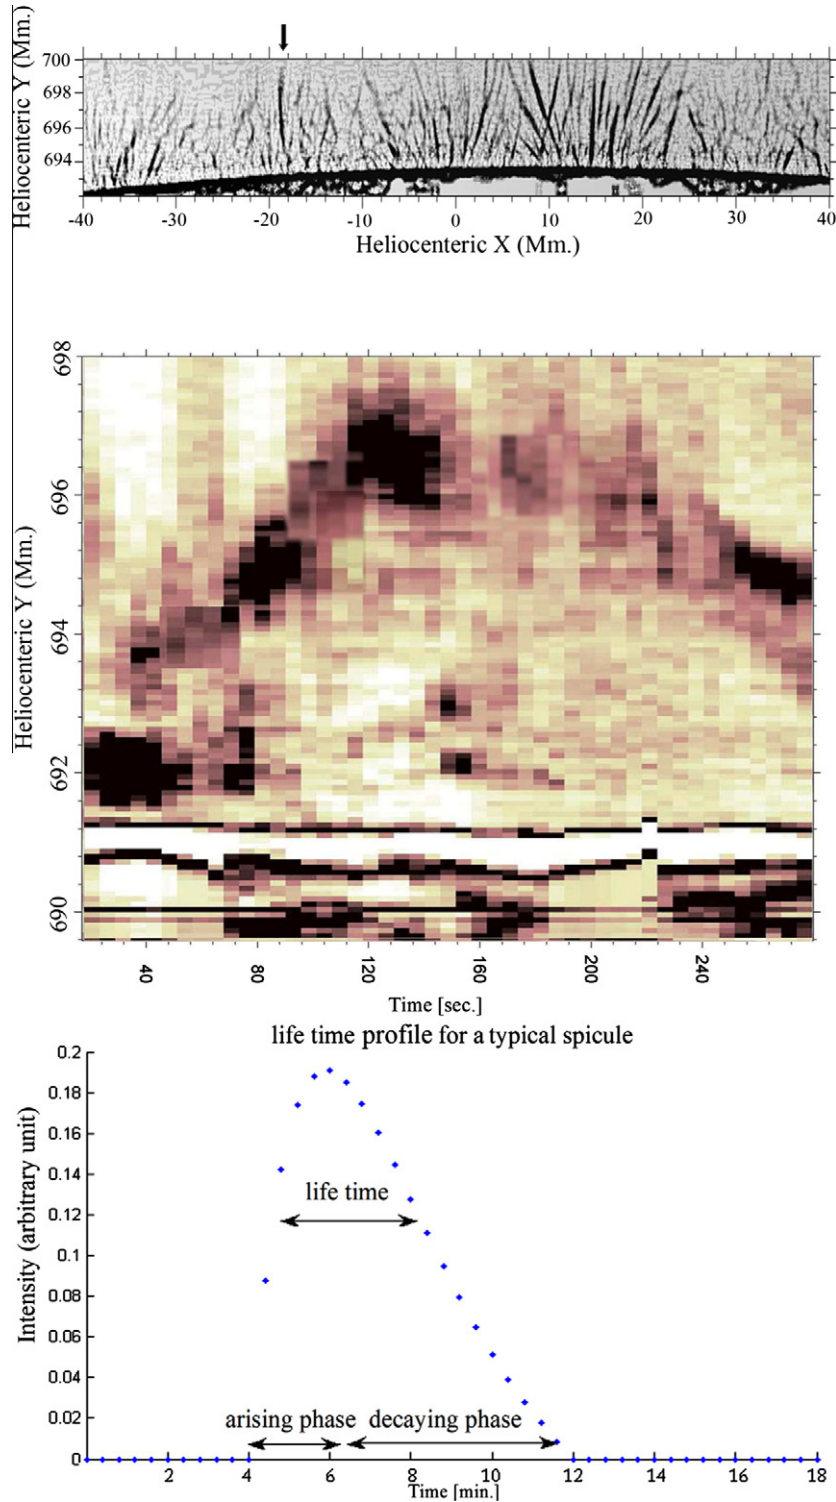 Heliocenteric Y (Mm.)
700
698
696
694
-40 -30 -20 -10 0 10 20 30 40
Heliocenteric X (Mm.)
Heliocenteric Y (Mm.)
698
696
694
692
690
40 80 120 160 200 240
Time [sec.]
life time profile for a typical spicule
Intensity (arbitrary unit)
0.2
0.18
0.16
0.14
0.12
0.1
0.08
0.06
0.04
0.02
0
life time
arising phase decaying phase
2 4 6 8 10 12 14 16 18
Time [min.]